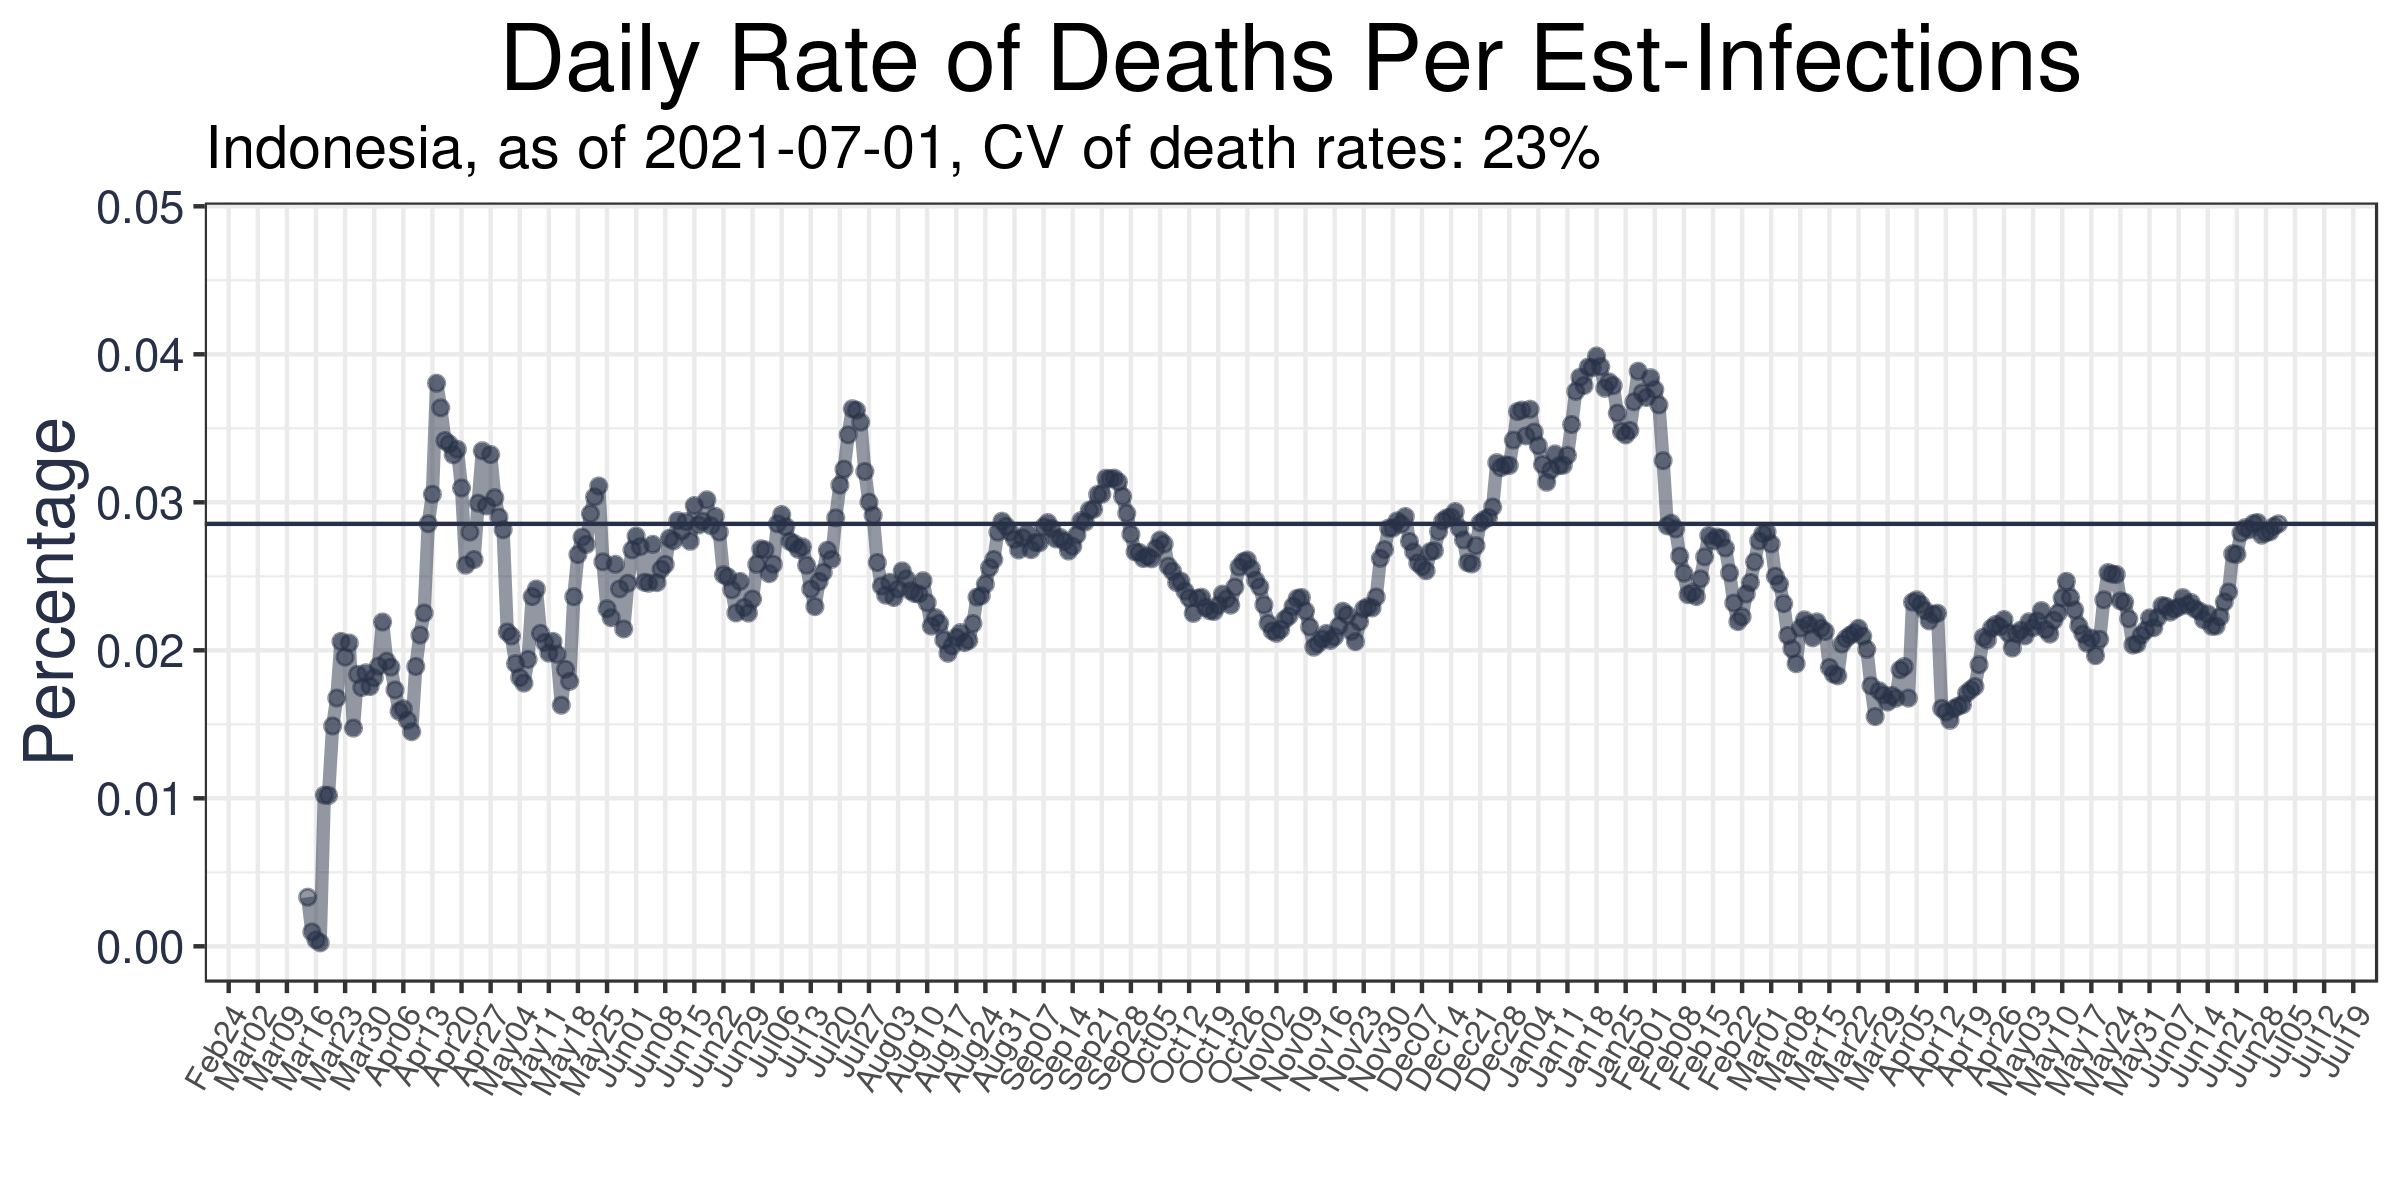 Daily Rate of Deaths Per Est-Infections
Indonesia, as of 2021-07-01, CV of death rates: 23%
Percentage
0.05
0.04
0.03
0.02
0.01
0.00
Feb24
Mar02
Mar09
Mar16
Mar23
Mar30
Apr06
Apr13
Apr20
Apr27
May04
May11
May18
May25
Jun01
Jun08
Jun15
Jun22
Jun29
Jul06
Jul13
Jul20
Jul27
Aug03
Aug10
Aug17
Aug24
Aug31
Sep07
Sep14
Sep21
Sep28
Oct05
Oct12
Oct19
Oct26
Nov02
Nov09
Nov16
Nov23
Nov30
Dec07
Dec14
Dec21
Dec28
Jan04
Jan11
Jan18
Jan25
Feb01
Feb08
Feb15
Feb22
Mar01
Mar08
Mar15
Mar22
Mar29
Apr05
Apr12
Apr19
Apr26
May03
May10
May17
May24
May31
Jun07
Jun14
Jun21
Jun28
Jul05
Jul12
Jul19